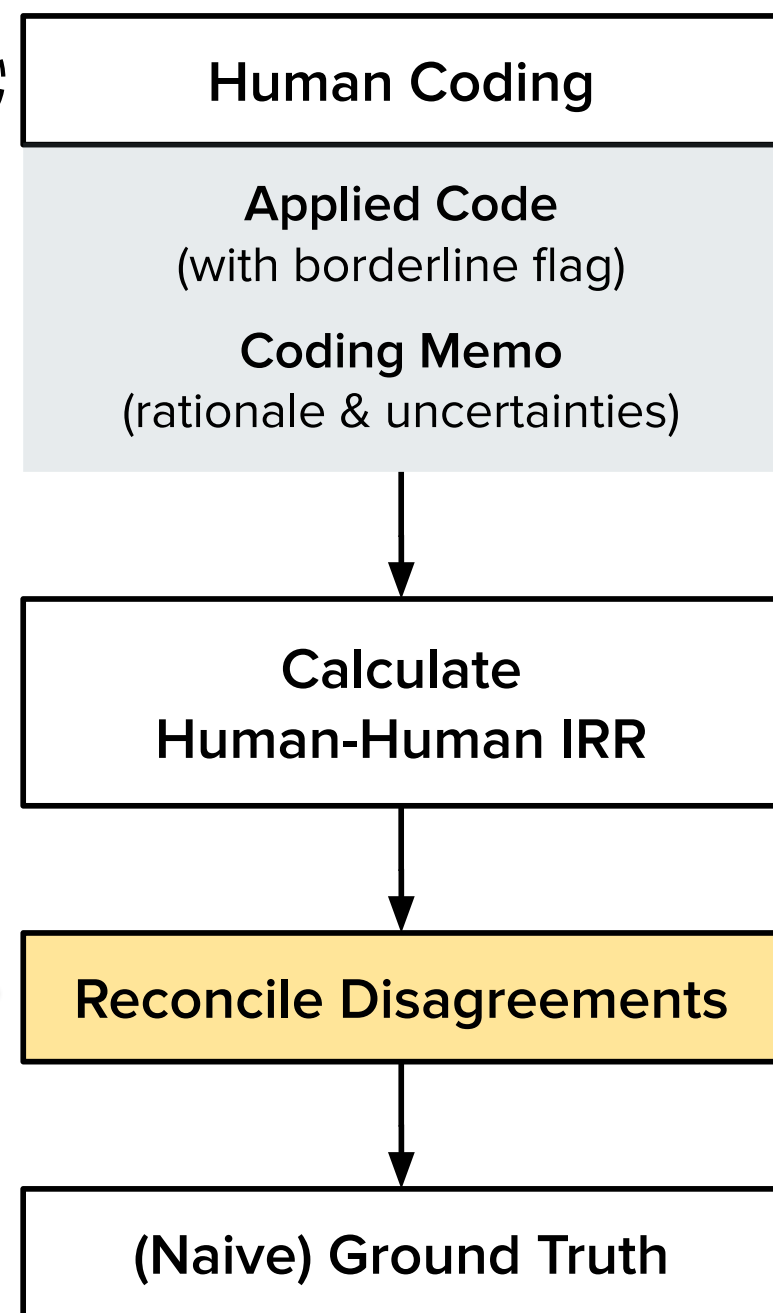 Human Coding
Applied Code
(with borderline flag)
Coding Memo
(rationale & uncertainties)
Calculate
Human-Human IRR
Reconcile Disagreements
(Naive) Ground Truth